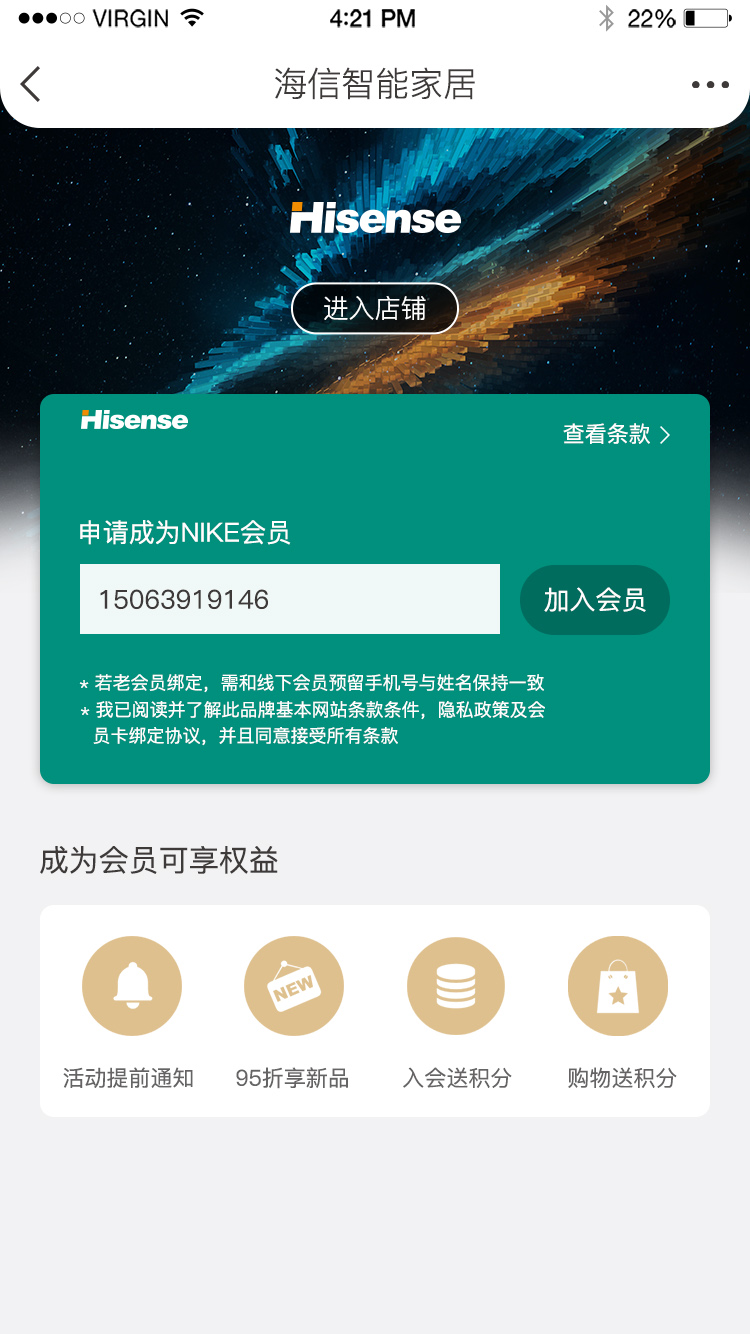 VIRGIN 4:21 PM 22%
海信智能家居
Hisense
进入店铺
Hisense
查看条款
申请成为NIKE会员
15063919146
加入会员
* 若老会员绑定，需和线下会员预留手机号与姓名保持一致
* 我已阅读并了解此品牌基本网站条款条件，隐私政策及会
员卡绑定协议，并且同意接受所有条款
成为会员可享权益
NEW
活动提前通知 95折享新品 入会送积分 购物送积分